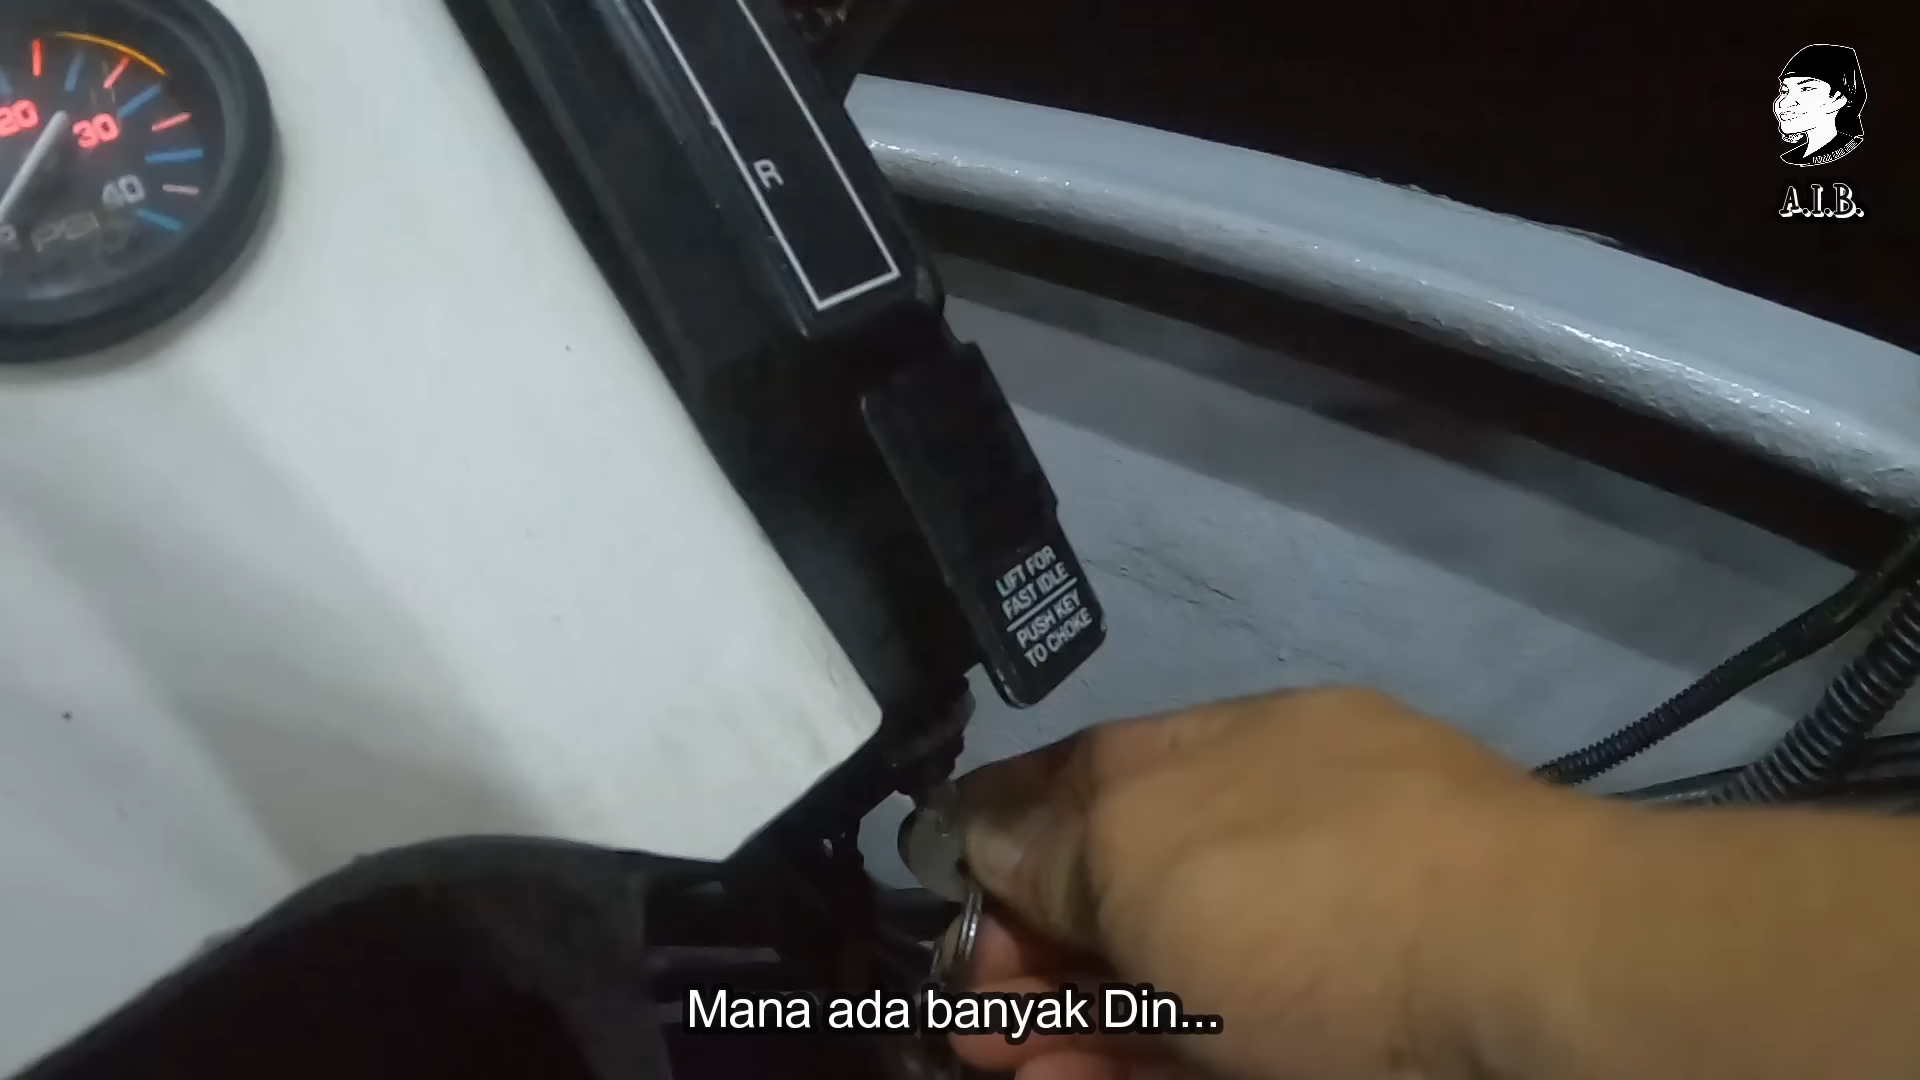 20
30
40
PSI
R
LIFT FOR
FAST IDLE
PUSH KEY
TO CHOKE
A.I.B.
Mana ada banyak Din...